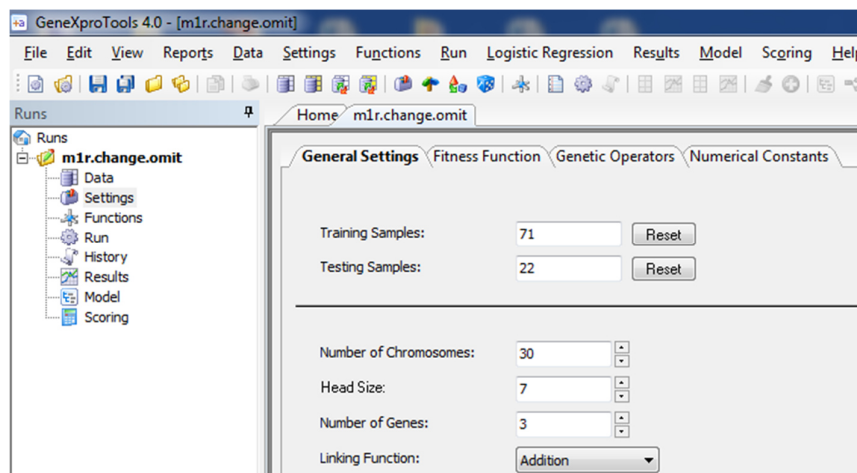 GeneXproTools 4.0 - [m1r.change.omit]
File Edit View Reports Data Settings Functions Run Logistic Regression Results Model Scoring
Runs
Home m1r.change.omit
Runs
m1r.change.omit
Data
Settings
Functions
Run
History
Results
Model
Scoring
General Settings Fitness Function Genetic Operators Numerical Constants
Training Samples: 71 Reset
Testing Samples: 22 Reset
Number of Chromosomes: 30
Head Size: 7
Number of Genes: 3
Linking Function: Addition